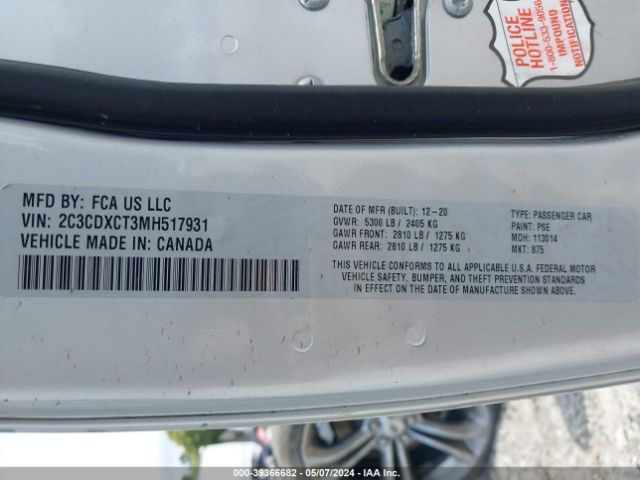 POLICE
HOTLINE
1-800-533-9056
IMPOUND
NOTIFICATION
MFD BY: FCA US LLC
VIN: 2C3CDXCT3MH517931
VEHICLE MADE IN: CANADA
DATE OF MFR (BUILT): 12-20
GVWR: 5300 LB / 2405 KG
GAWR FRONT: 2810 LB / 1275 KG
GAWR REAR: 2810 LB / 1275 KG
TYPE: PASSENGER CAR
PAINT: PSE
MDH: 113014
MKT: 875
THIS VEHICLE CONFORMS TO ALL APPLICABLE U.S.A. FEDERAL MOTOR
VEHICLE SAFETY, BUMPER, AND THEFT PREVENTION STANDARDS
IN EFFECT ON THE DATE OF MANUFACTURE SHOWN ABOVE.
000-39366682 - 05/07/2024 - IAA Inc.